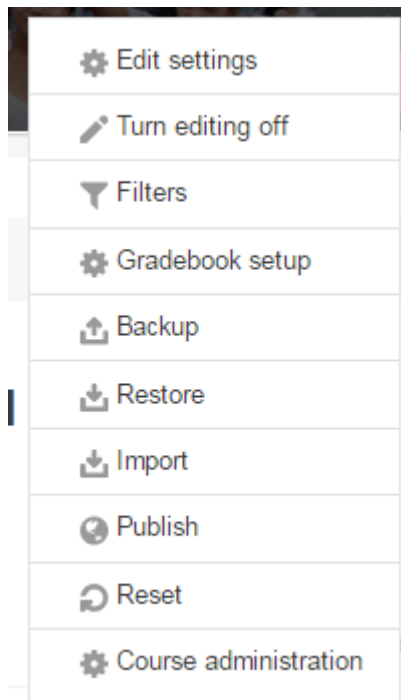 Edit settings
Turn editing off
Filters
Gradebook setup
Backup
Restore
Import
Publish
Reset
Course administration